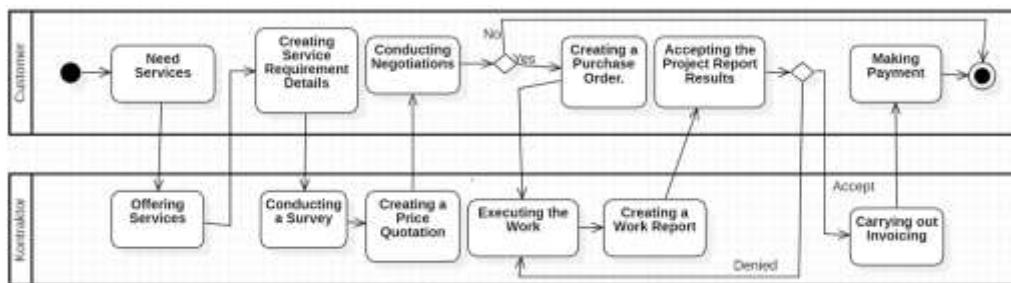 Customer
Need
Services
Creating
Service
Requirement
Details
Conducting
Negotiations
No
Yes
Creating a
Purchase
Order.
Accepting the
Project Report
Results
Making
Payment
Kontraktor
Offering
Services
Conducting
a Survey
Creating a
Price
Quotation
Executing the
Work
Creating a
Work Report
Denied
Accept
Carrying out
Invoicing